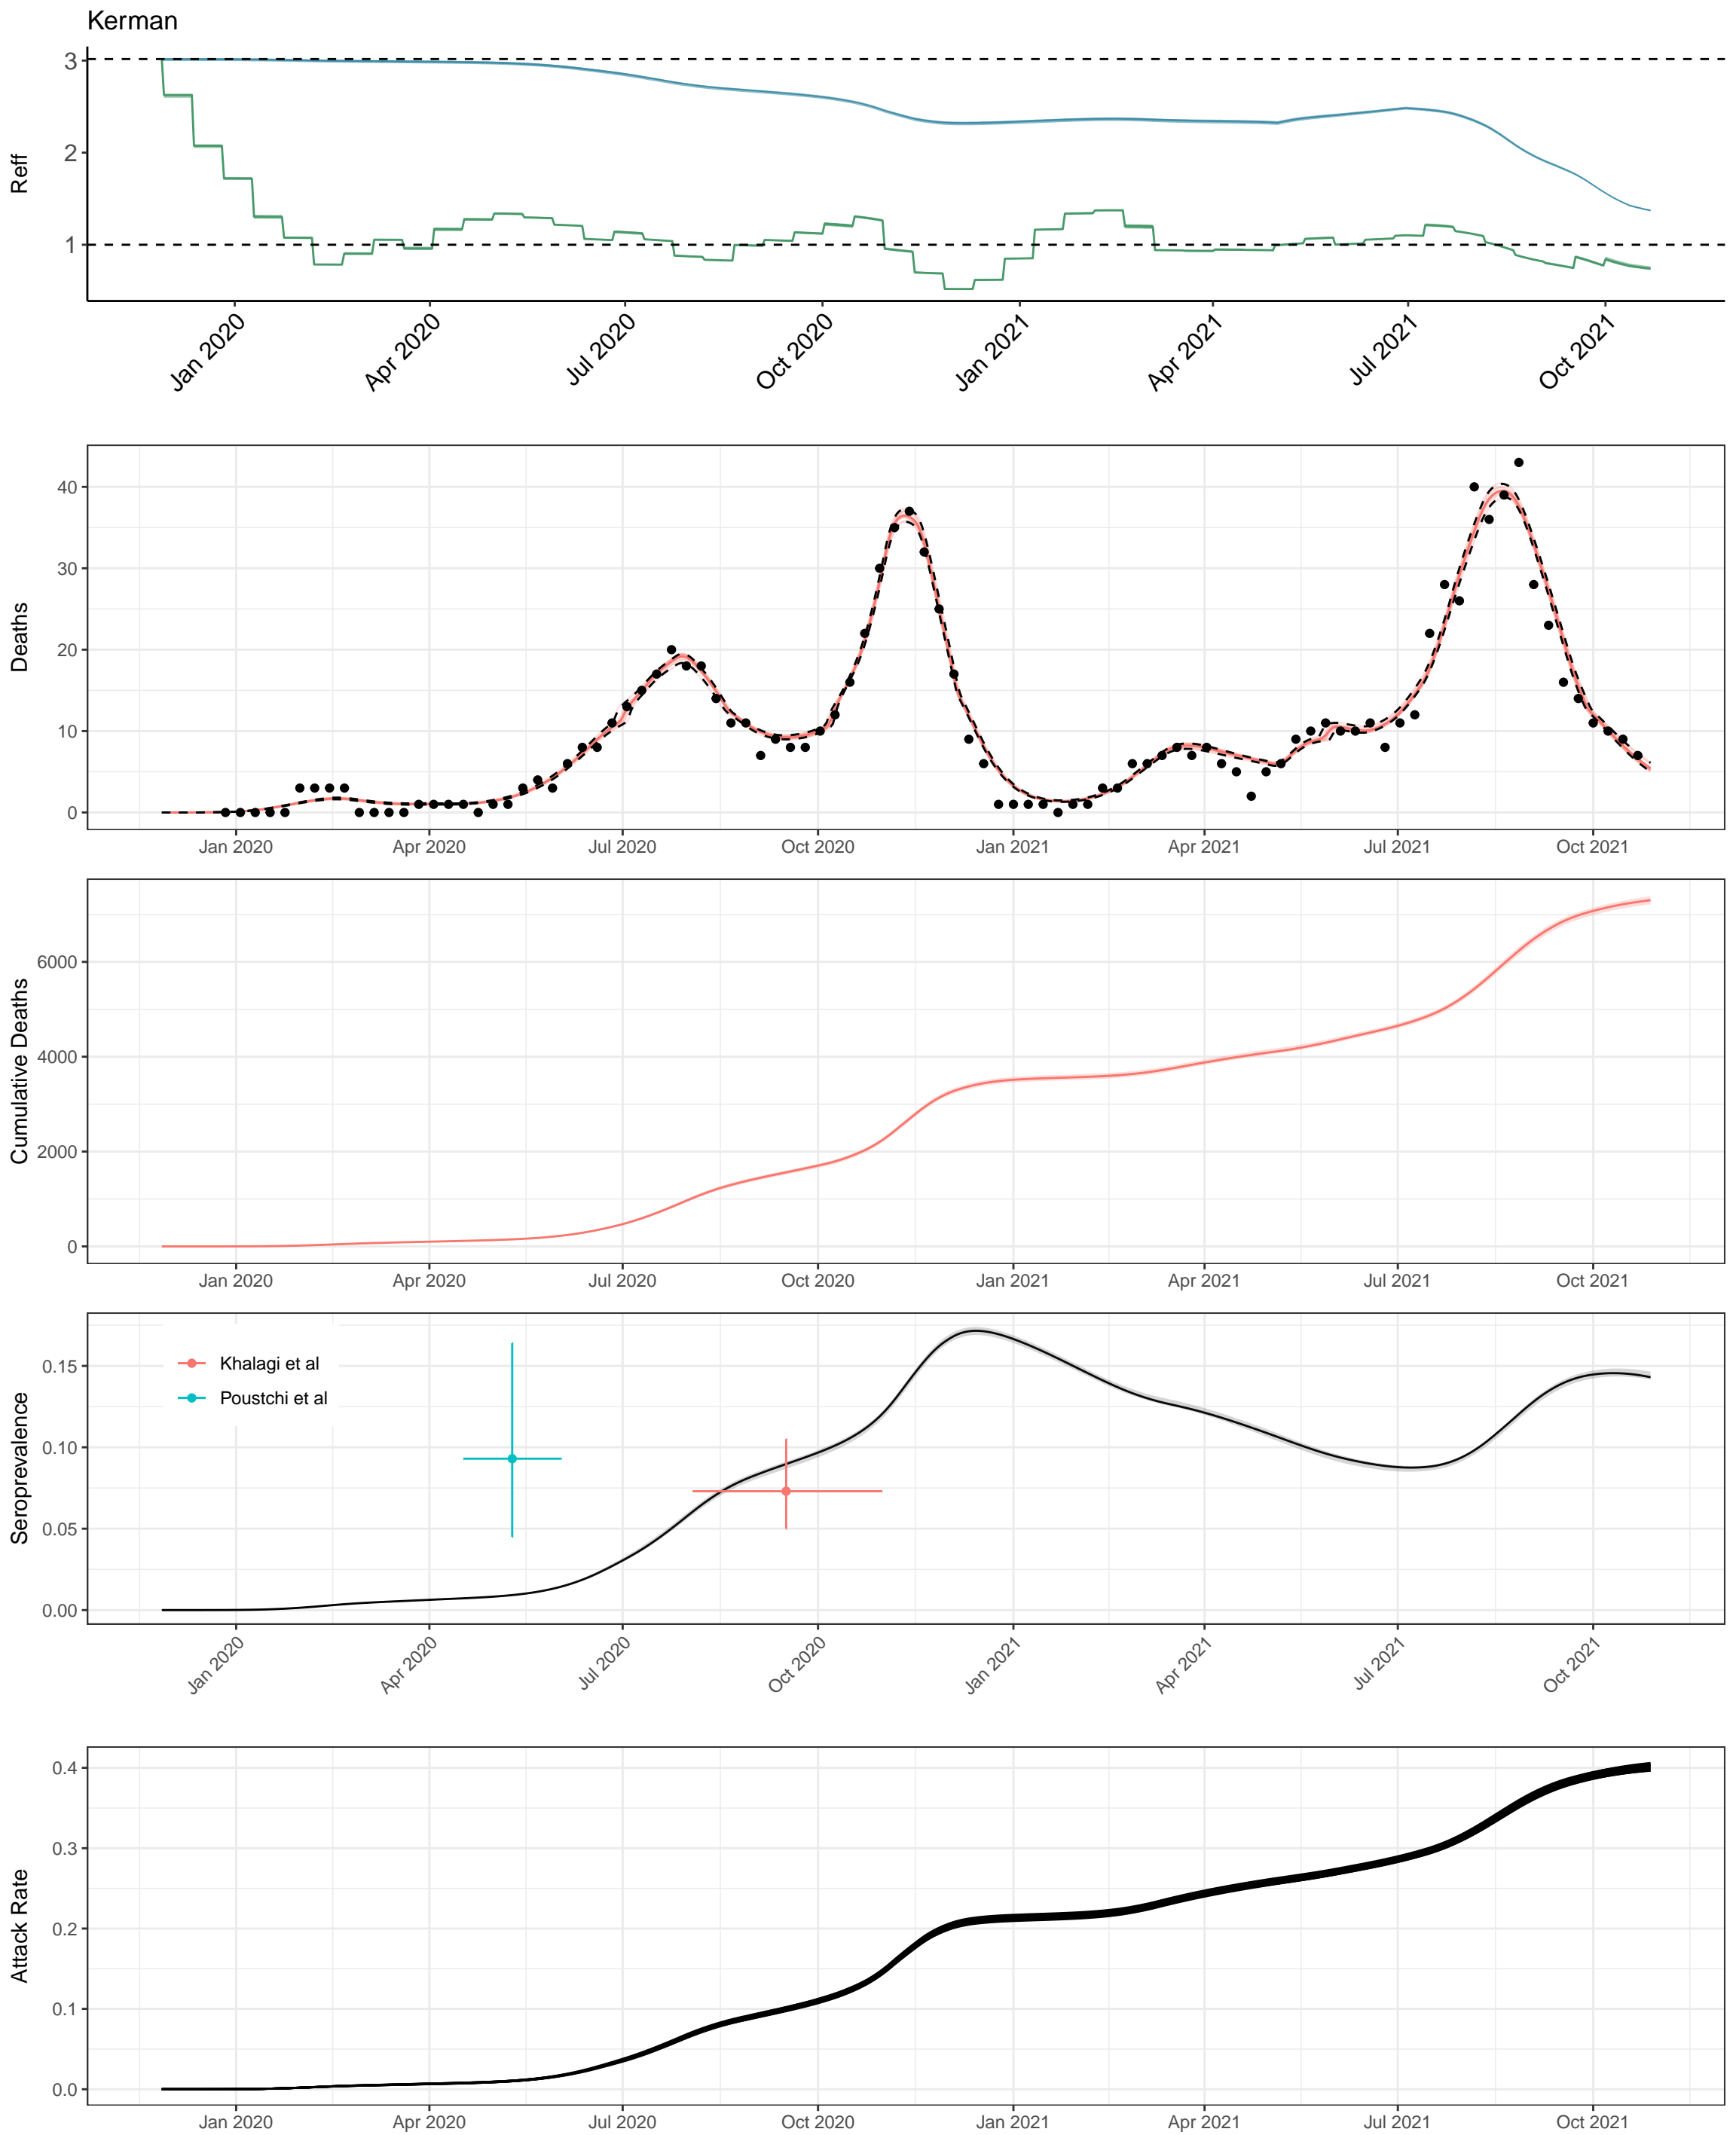 Kerman
Reff
3
2
1
Jan 2020
Apr 2020
Jul 2020
Oct 2020
Jan 2021
Apr 2021
Jul 2021
Oct 2021
Deaths
40
30
20
10
0
Jan 2020
Apr 2020
Jul 2020
Oct 2020
Jan 2021
Apr 2021
Jul 2021
Oct 2021
Cumulative Deaths
6000
4000
2000
0
Jan 2020
Apr 2020
Jul 2020
Oct 2020
Jan 2021
Apr 2021
Jul 2021
Oct 2021
Seroprevalence
0.15
0.10
0.05
0.00
Khalagi et al
Poustchi et al
Jan 2020
Apr 2020
Jul 2020
Oct 2020
Jan 2021
Apr 2021
Jul 2021
Oct 2021
Attack Rate
0.4
0.3
0.2
0.1
0.0
Jan 2020
Apr 2020
Jul 2020
Oct 2020
Jan 2021
Apr 2021
Jul 2021
Oct 2021